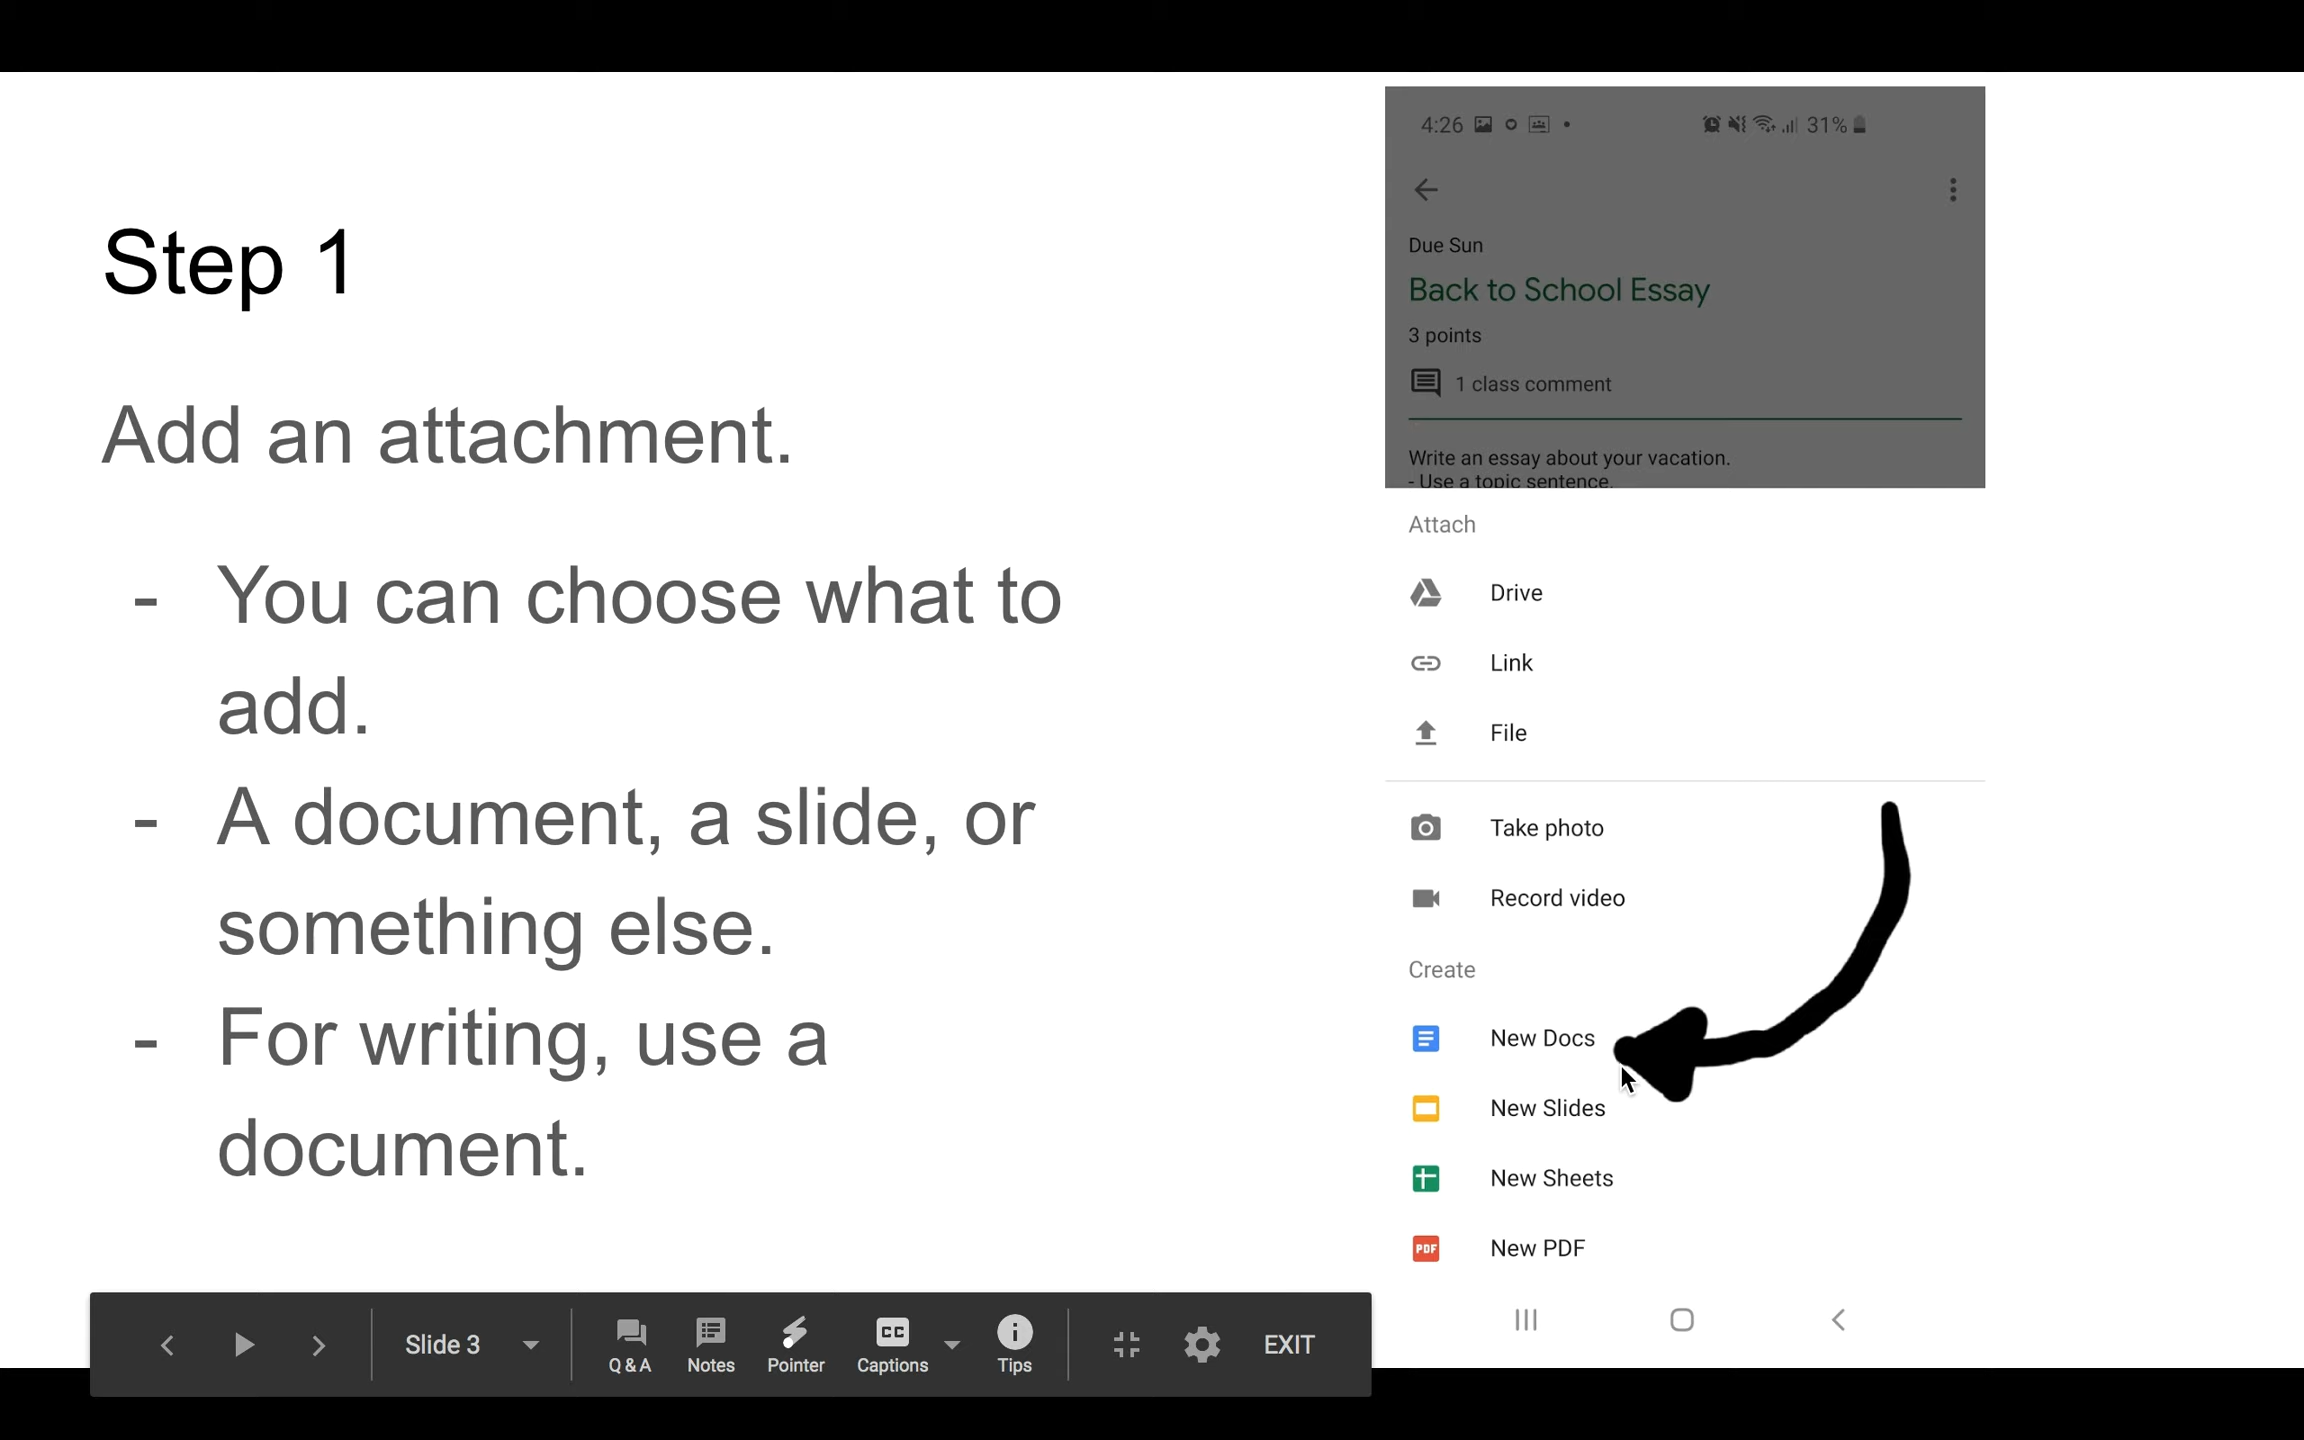 Step 1
Add an attachment.
- You can choose what to
add.
- A document, a slide, or
something else.
- For writing, use a
document.
4:26
31%
Due Sun
Back to School Essay
3 points
1 class comment
Write an essay about your vacation.
- Use a topic sentence.
Attach
Drive
Link
File
Take photo
Record video
Create
New Docs
New Slides
New Sheets
PDF New PDF
Slide 3
Q & A
Notes
Pointer
CC
Captions
Tips
EXIT